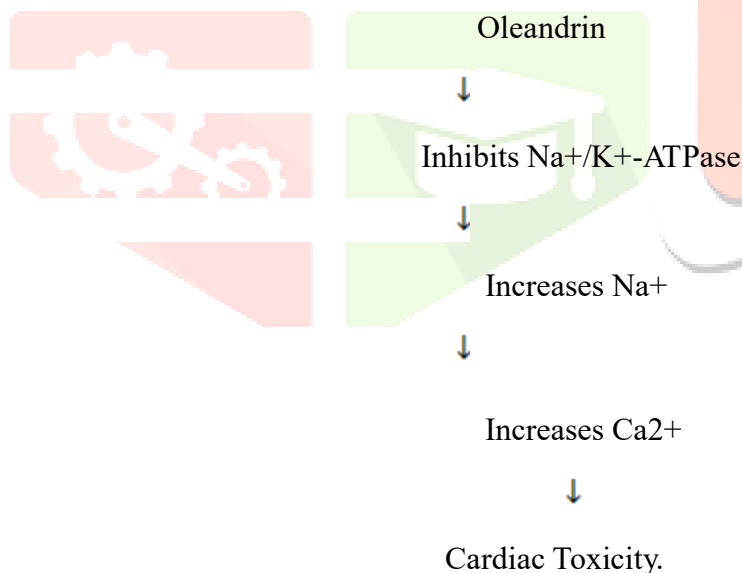 Oleandrin
↓
Inhibits Na+/K+-ATPase
↓
Increases Na+
↓
Increases Ca2+
↓
Cardiac Toxicity.